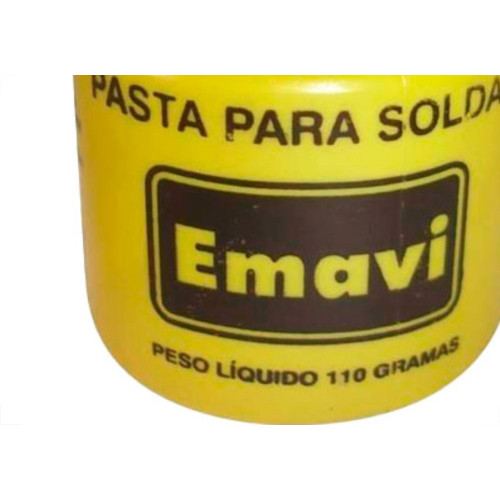 PASTA PARA SOLDA
Emavi
PESO LÍQUIDO 110 GRAMAS